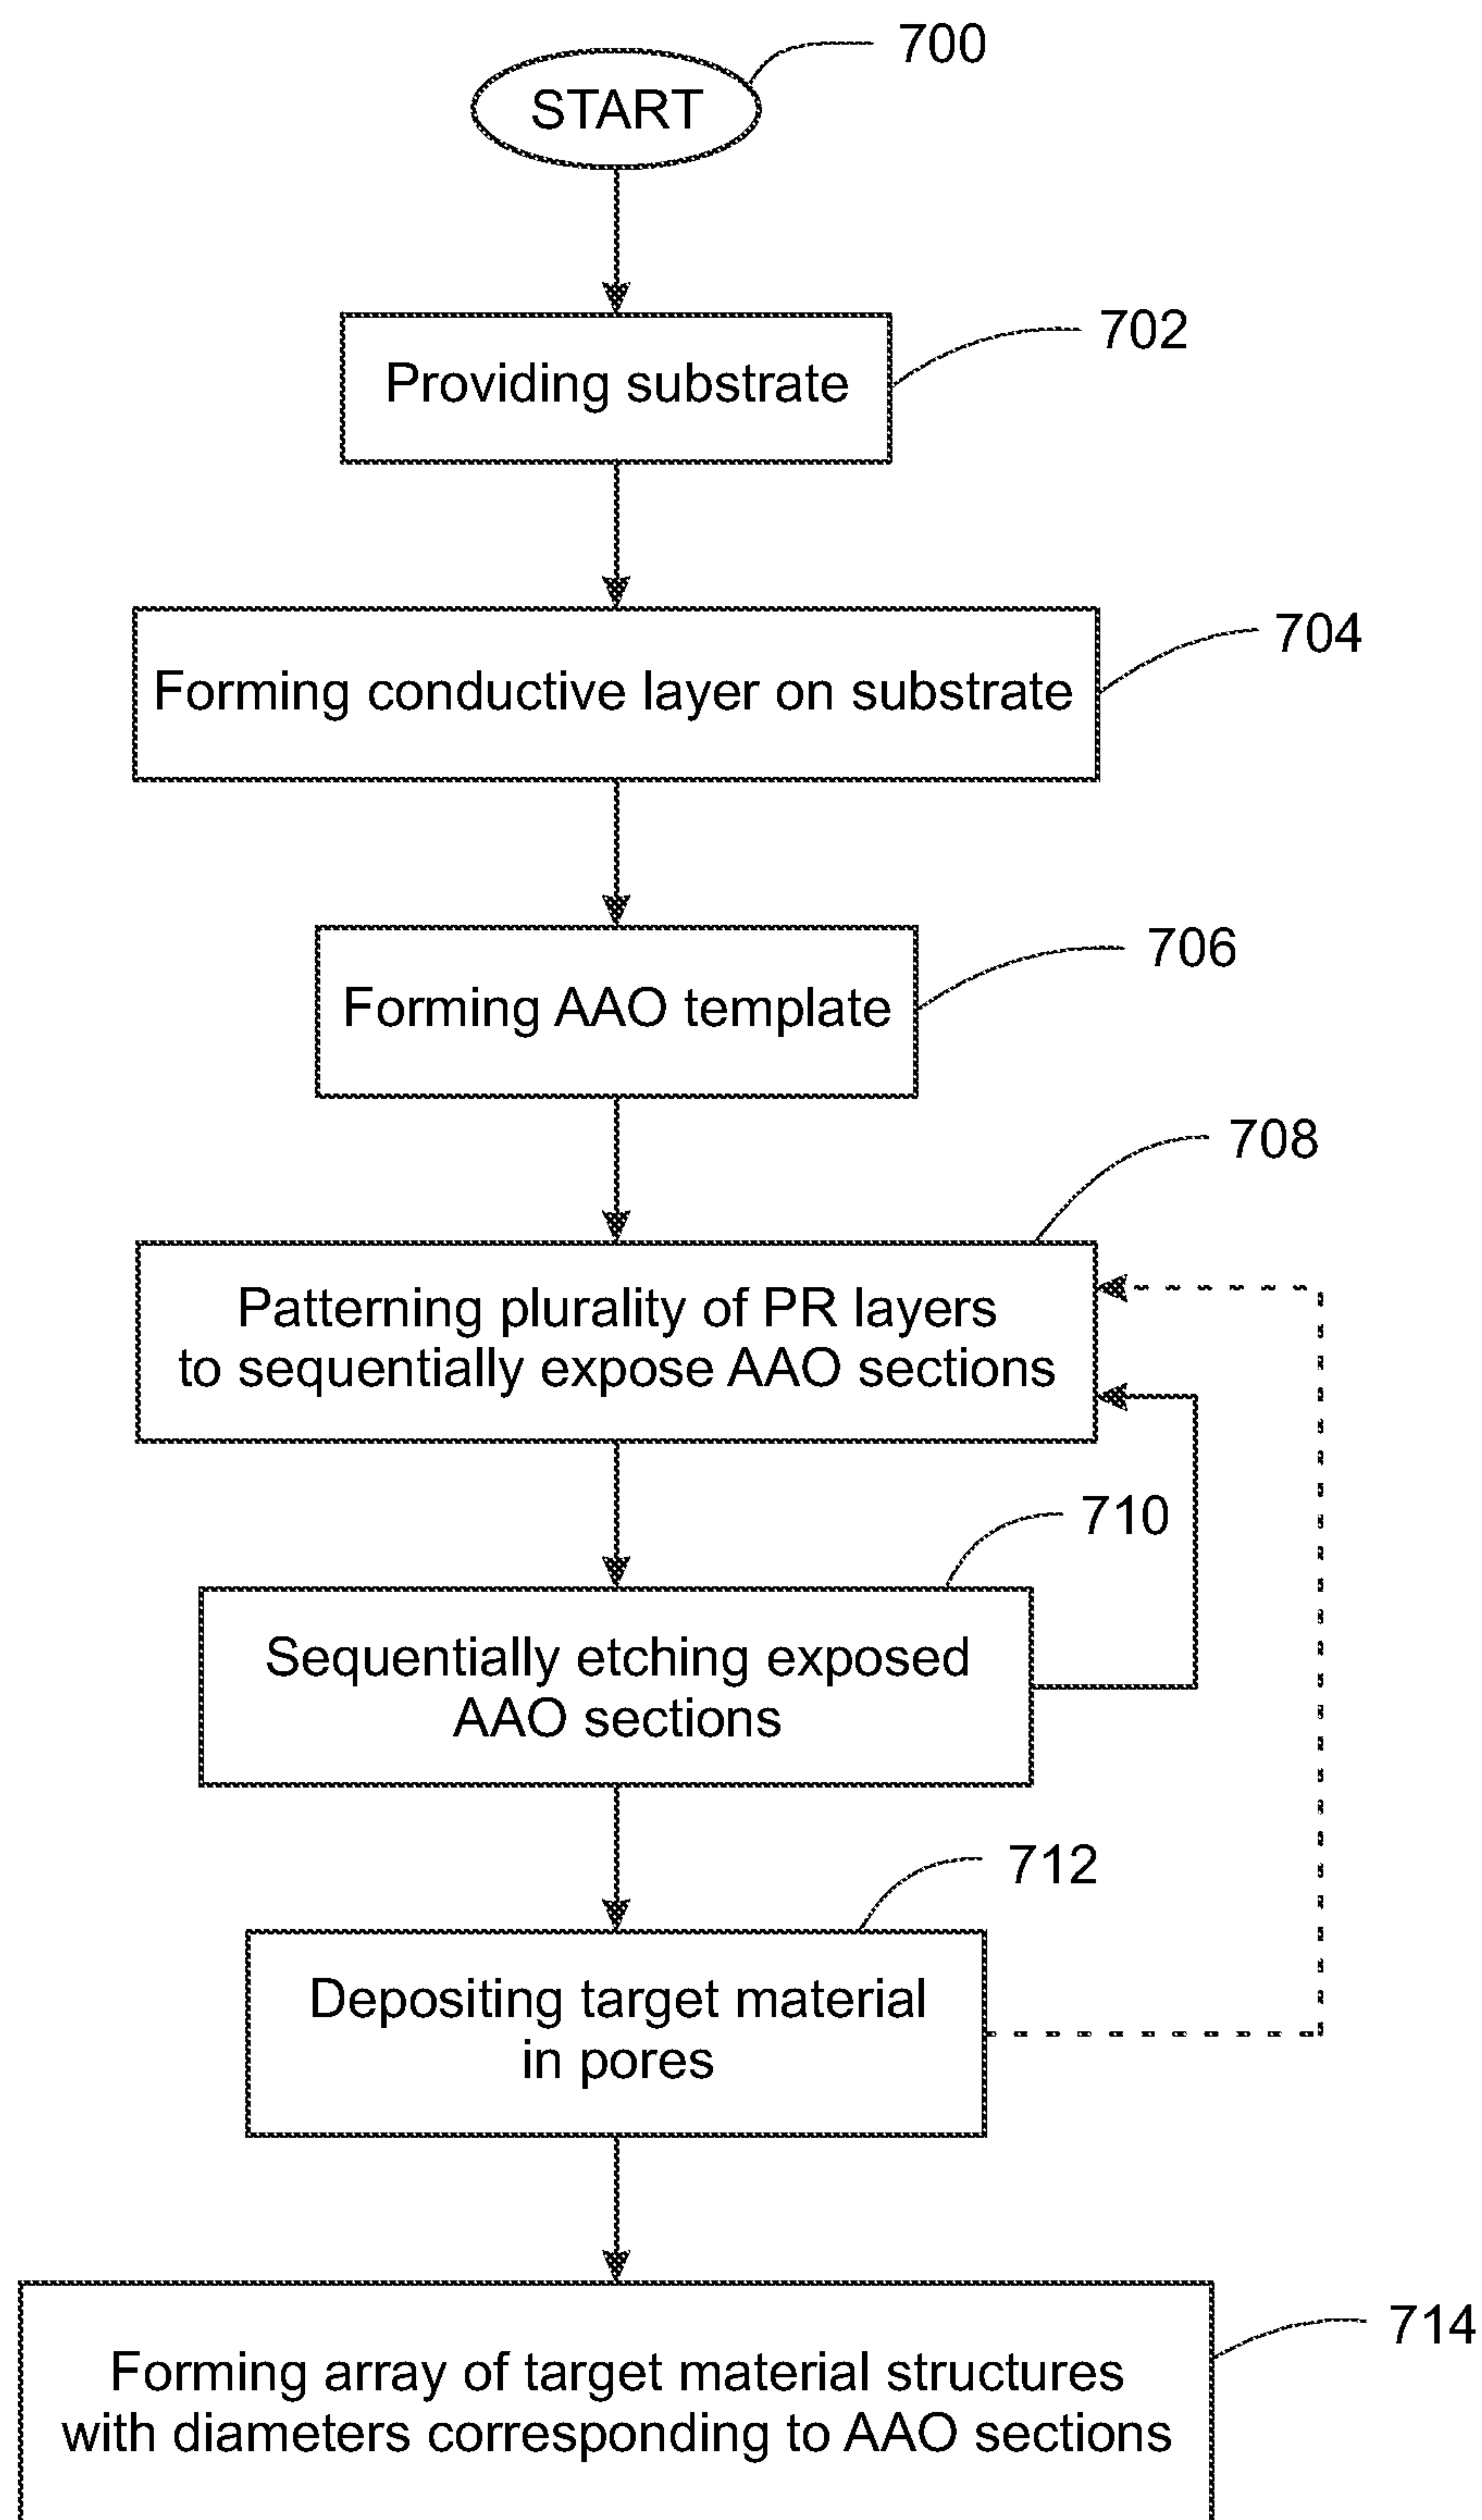 700
START
702
Providing substrate
704
Forming conductive layer on substrate
706
Forming AAO template
708
Patterning plurality of PR layers
to sequentially expose AAO sections
710
Sequentially etching exposed
AAO sections
712
Depositing target material
in pores
714
Forming array of target material structures
with diameters corresponding to AAO sections